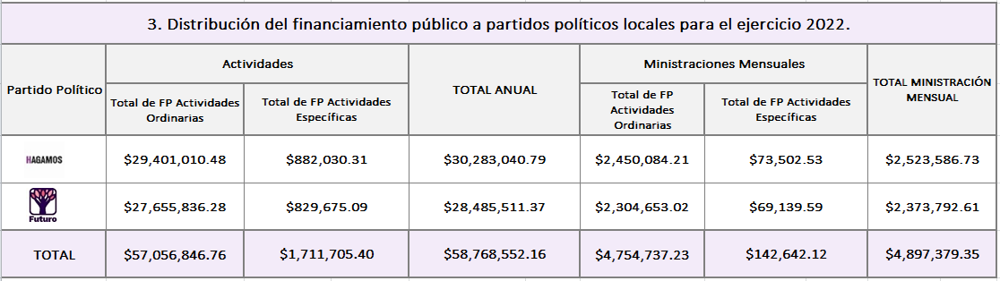 3. Distribución del financiamiento público a partidos políticos locales para el ejercicio 2022.
Partido Político
Actividades
TOTAL ANUAL
Ministraciones Mensuales
TOTAL MINISTRACIÓN
MENSUAL
Total de FP Actividades
Ordinarias
Total de FP Actividades
Específicas
Total de FP
Actividades
Ordinarias
Total de FP Actividades
Específicas
HAGAMOS $29,401,010.48 $882,030.31 $30,283,040.79 $2,450,084.21 $73,502.53 $2,523,586.73
Futuro $27,655,836.28 $829,675.09 $28,485,511.37 $2,304,653.02 $69,139.59 $2,373,792.61
TOTAL $57,056,846.76 $1,711,705.40 $58,768,552.16 $4,754,737.23 $142,642.12 $4,897,379.35